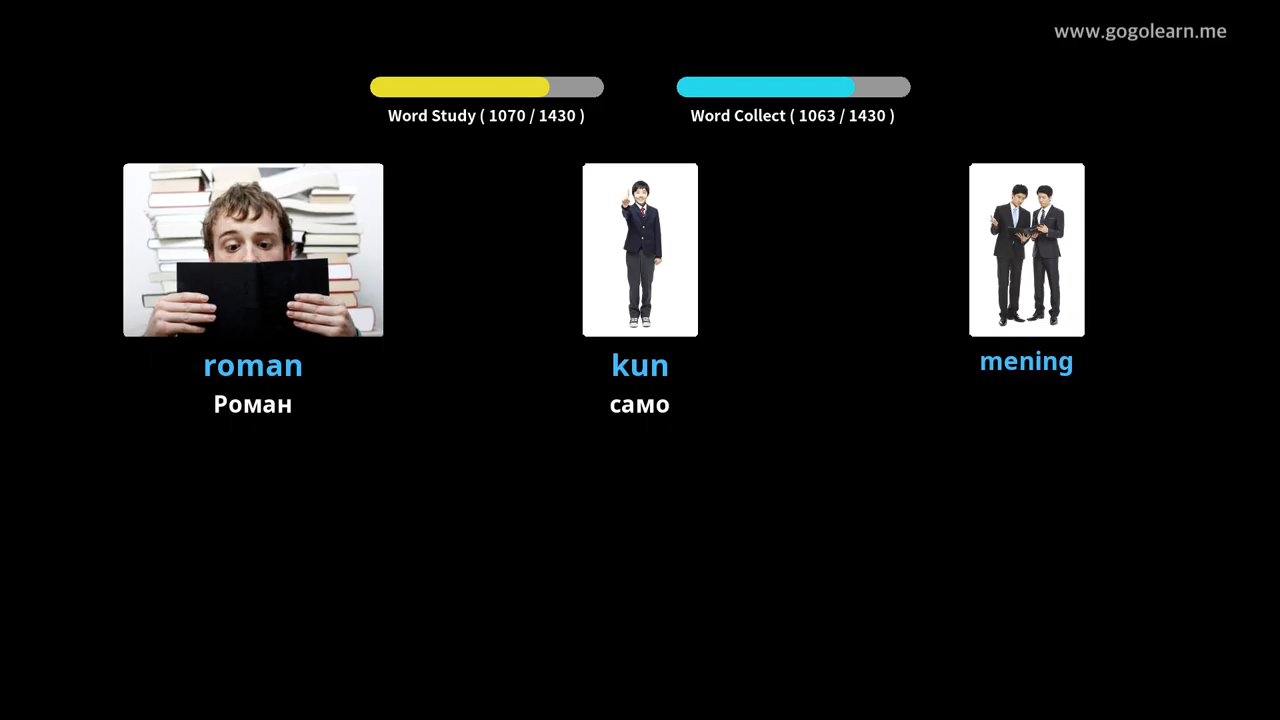 www.gogolearn.me
Word Study ( 1070 / 1430 )
Word Collect ( 1063 / 1430 )
roman
kun
mening
Роман
само